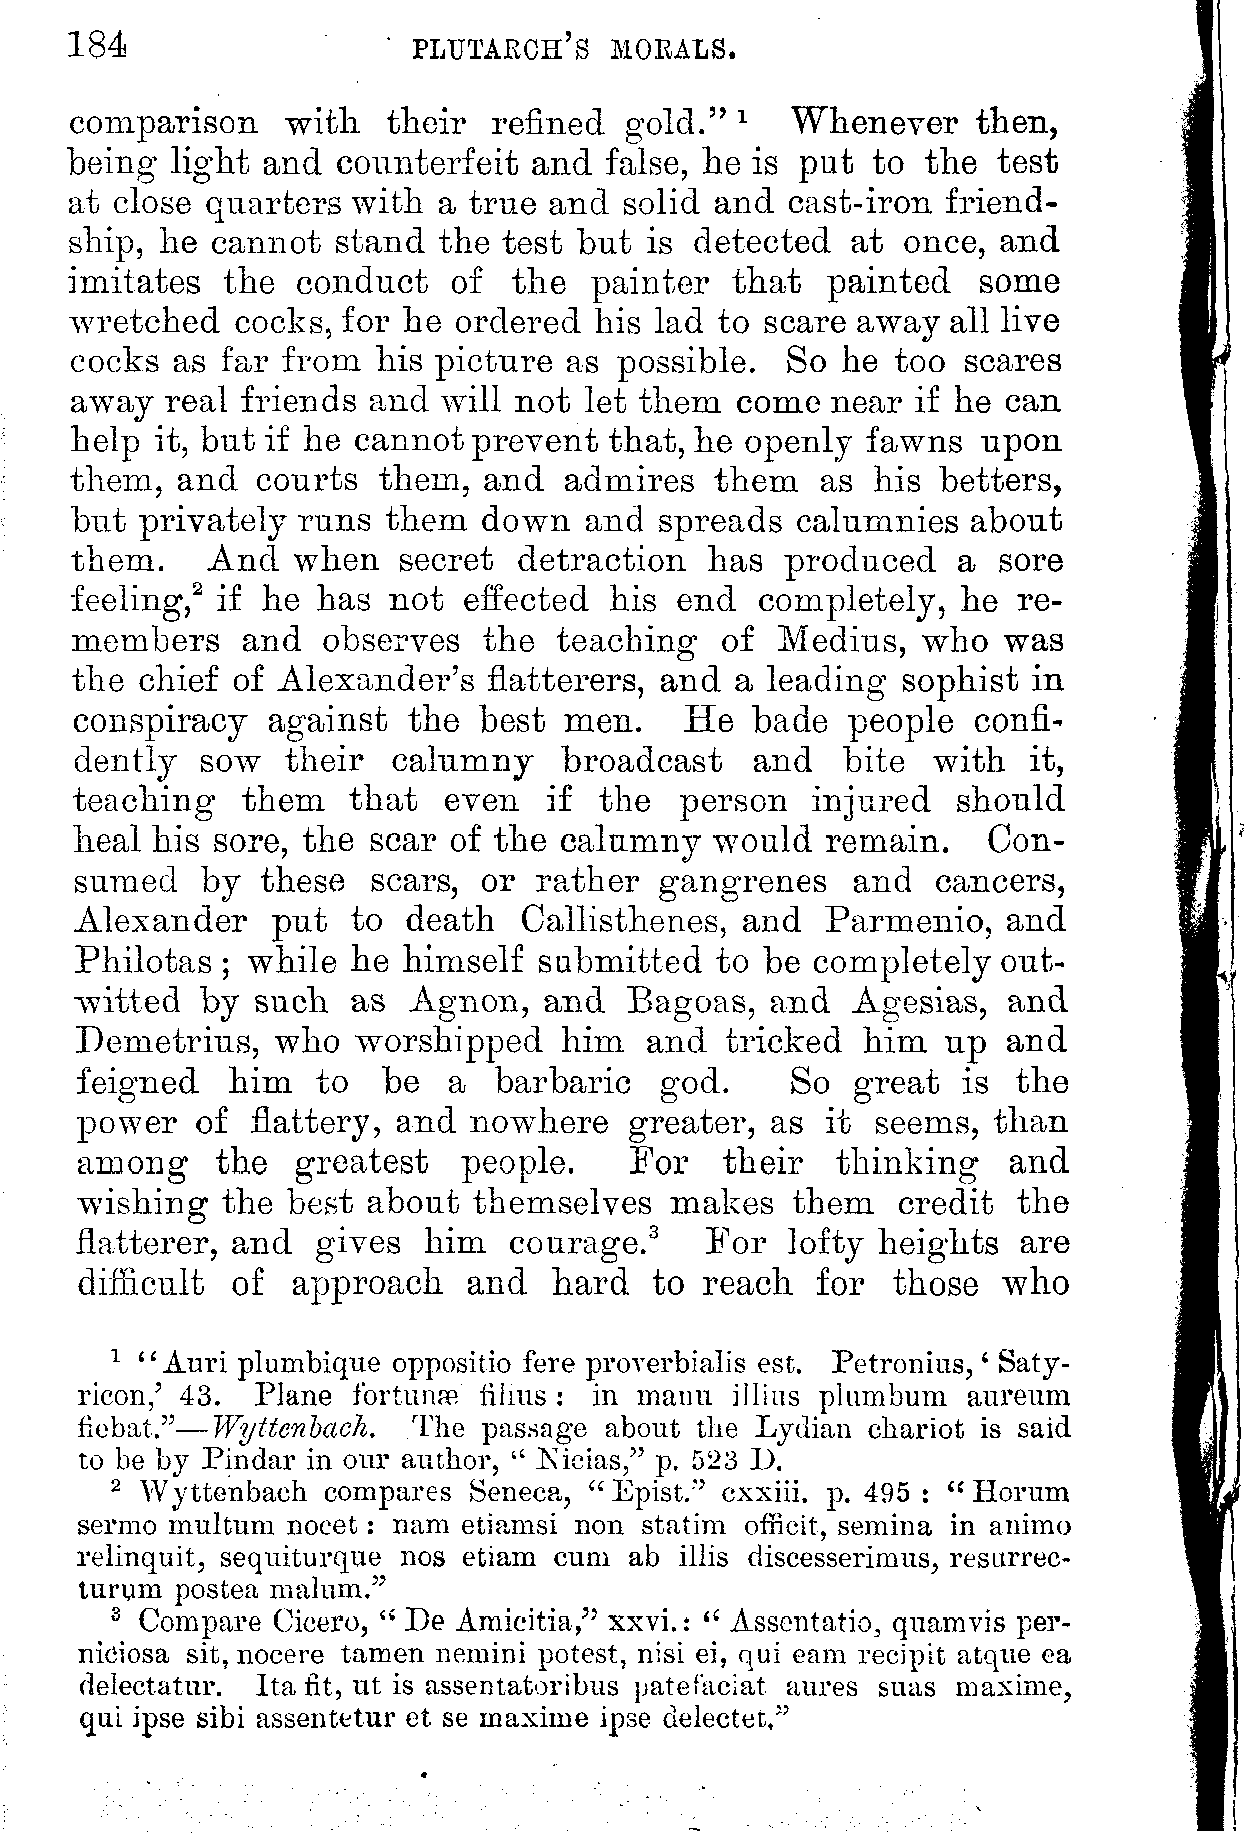 184 PLUTARCH'S MORALS.
comparison with their refined gold." ¹ Whenever then,
being light and counterfeit and false, he is put to the test
at close quarters with a true and solid and cast-iron friend-
ship, he cannot stand the test but is detected at once, and
imitates the conduct of the painter that painted some
wretched cocks, for he ordered his lad to scare away all live
cocks as far from his picture as possible. So he too scares
away real friends and will not let them come near if he can
help it, but if he cannot prevent that, he openly fawns upon
them, and courts them, and admires them as his betters,
but privately runs them down and spreads calumnies about
them. And when secret detraction has produced a sore
feeling,² if he has not effected his end completely, he re-
members and observes the teaching of Medius, who was
the chief of Alexander's flatterers, and a leading sophist in
conspiracy against the best men. He bade people confi-
dently sow their calumny broadcast and bite with it,
teaching them that even if the person injured should
heal his sore, the scar of the calumny would remain. Con-
sumed by these scars, or rather gangrenes and cancers,
Alexander put to death Callisthenes, and Parmenio, and
Philotas ; while he himself submitted to be completely out-
witted by such as Agnon, and Bagoas, and Agesias, and
Demetrius, who worshipped him and tricked him up and
feigned him to be a barbaric god. So great is the
power of flattery, and nowhere greater, as it seems, than
among the greatest people. For their thinking and
wishing the best about themselves makes them credit the
flatterer, and gives him courage.³ For lofty heights are
difficult of approach and hard to reach for those who
¹ "Auri plumbique oppositio fere proverbialis est. Petronius, 'Saty-
ricon,' 43. Plane fortunæ filius : in manu illius plumbum aureum
fiebat."—Wyttenbach. The passage about the Lydian chariot is said
to be by Pindar in our author, "Nicias," p. 523 D.
² Wyttenbach compares Seneca, "Epist." cxxiii. p. 495 : "Horum
sermo multum nocet : nam etiamsi non statim officit, semina in animo
relinquit, sequiturque nos etiam cum ab illis discesserimus, resurrec-
turum postea malum."
³ Compare Cicero, "De Amicitia," xxvi.: "Assentatio, quamvis per-
niciosa sit, nocere tamen nemini potest, nisi ei, qui eam recipit atque ea
delectatur. Ita fit, ut is assentatoribus patefaciat aures suas maxime,
qui ipse sibi assentetur et se maxime ipse delectet."